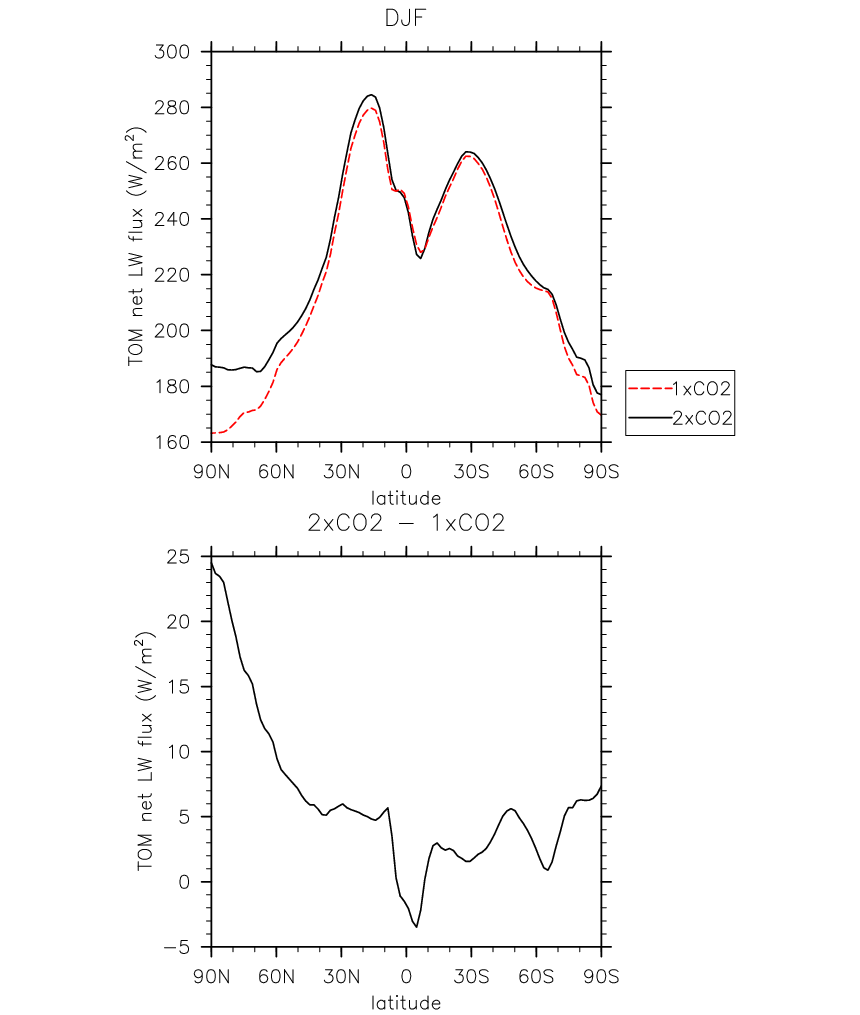 DJF
TOM net LW flux (W/m²)
300
280
260
240
220
200
180
160
90N 60N 30N 0 30S 60S 90S
latitude
1xCO2
2xCO2
2xCO2 − 1xCO2
TOM net LW flux (W/m²)
25
20
15
10
5
0
−5
90N 60N 30N 0 30S 60S 90S
latitude